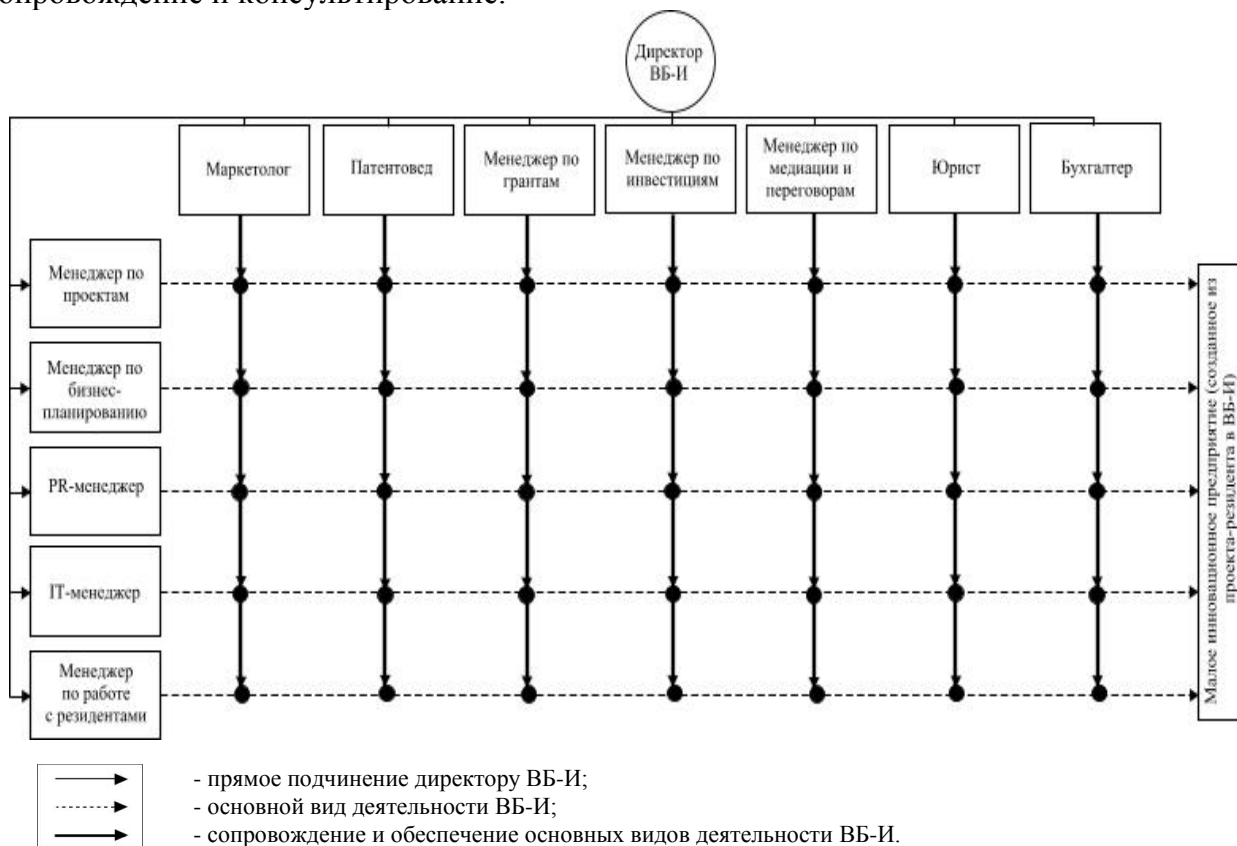 опровождение и консультирование.
Директор
ВБ-И
Маркетолог
Патентовед
Менеджер по
грантам
Менеджер по
инвестициям
Менеджер по
медиации и
переговорам
Юрист
Бухгалтер
Менеджер по
проектам
Менеджер по
бизнес-
планированию
PR-менеджер
IT-менеджер
Менеджер
по работе
с резидентами
Малое инновационное предприятие (созданное из
проекта-резидента в ВБ-И)
- прямое подчинение директору ВБ-И;
- основной вид деятельности ВБ-И;
- сопровождение и обеспечение основных видов деятельности ВБ-И.